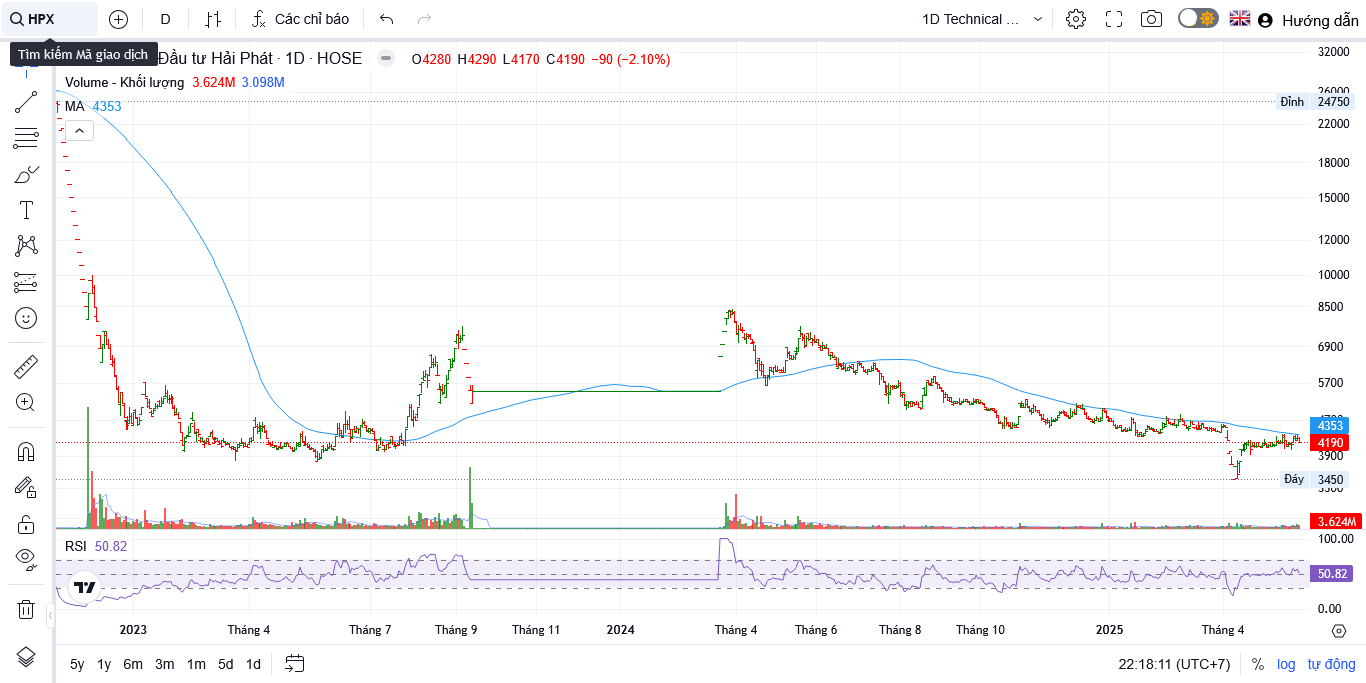 HPX
D
Các chỉ báo
1D Technical ...
Hướng dẫn
Tìm kiếm Mã giao dịch
Đầu tư Hải Phát · 1D · HOSE
O4280 H4290 L4170 C4190 −90 (−2.10%)
Volume - Khối lượng 3.624M 3.098M
MA 4353
32000
Đỉnh 24750
22000
18000
15000
12000
10000
8500
6900
5700
4353
4190
3900
Đáy 3450
3.624M
RSI 50.82
100.00
50.82
0.00
2023 Tháng 4 Tháng 7 Tháng 9 Tháng 11 2024 Tháng 4 Tháng 6 Tháng 8 Tháng 10 2025 Tháng 4
5y 1y 6m 3m 1m 5d 1d
22:18:11 (UTC+7) % log tự động